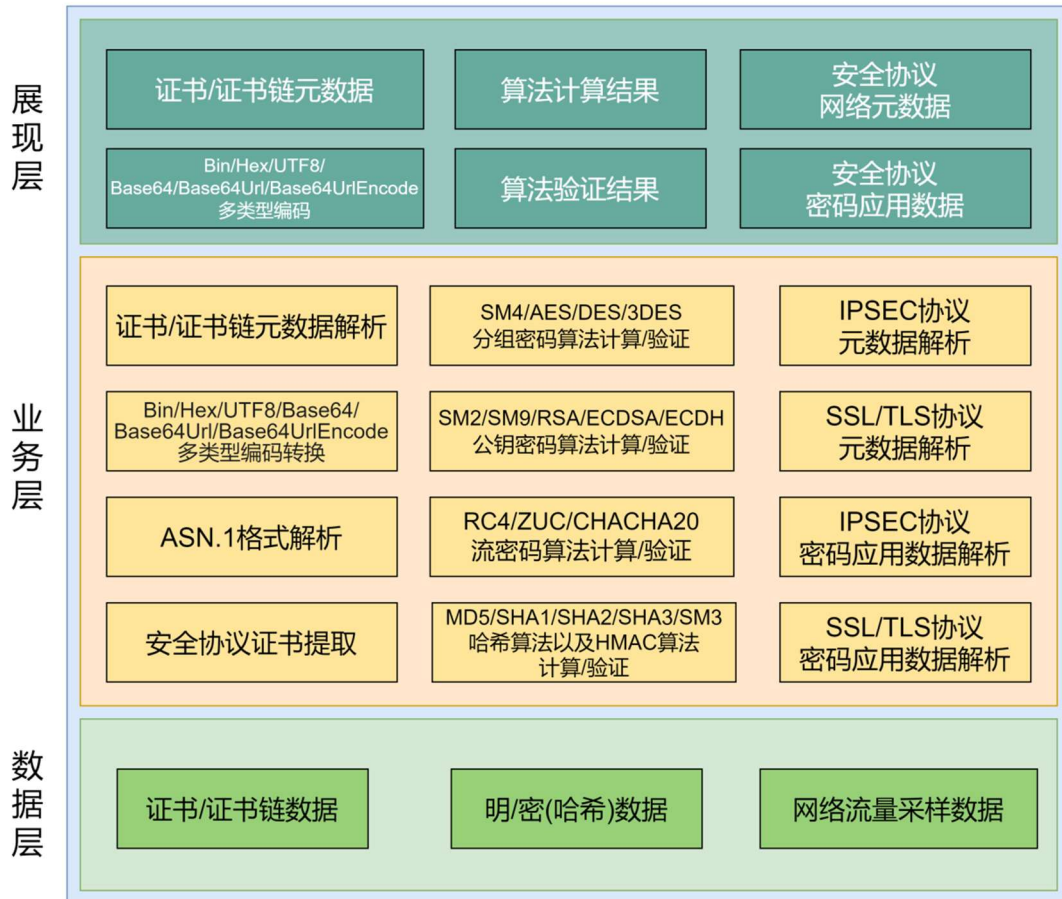 展现层
证书/证书链元数据
算法计算结果
安全协议
网络元数据
Bin/Hex/UTF8/
Base64/Base64Url/Base64UrlEncode
多类型编码
算法验证结果
安全协议
密码应用数据
业务层
证书/证书链元数据解析
SM4/AES/DES/3DES
分组密码算法计算/验证
IPSEC协议
元数据解析
Bin/Hex/UTF8/Base64/
Base64Url/Base64UrlEncode
多类型编码转换
SM2/SM9/RSA/ECDSA/ECDH
公钥密码算法计算/验证
SSL/TLS协议
元数据解析
ASN.1格式解析
RC4/ZUC/CHACHA20
流密码算法计算/验证
IPSEC协议
密码应用数据解析
安全协议证书提取
MD5/SHA1/SHA2/SHA3/SM3
哈希算法以及HMAC算法
计算/验证
SSL/TLS协议
密码应用数据解析
数据层
证书/证书链数据
明/密(哈希)数据
网络流量采样数据